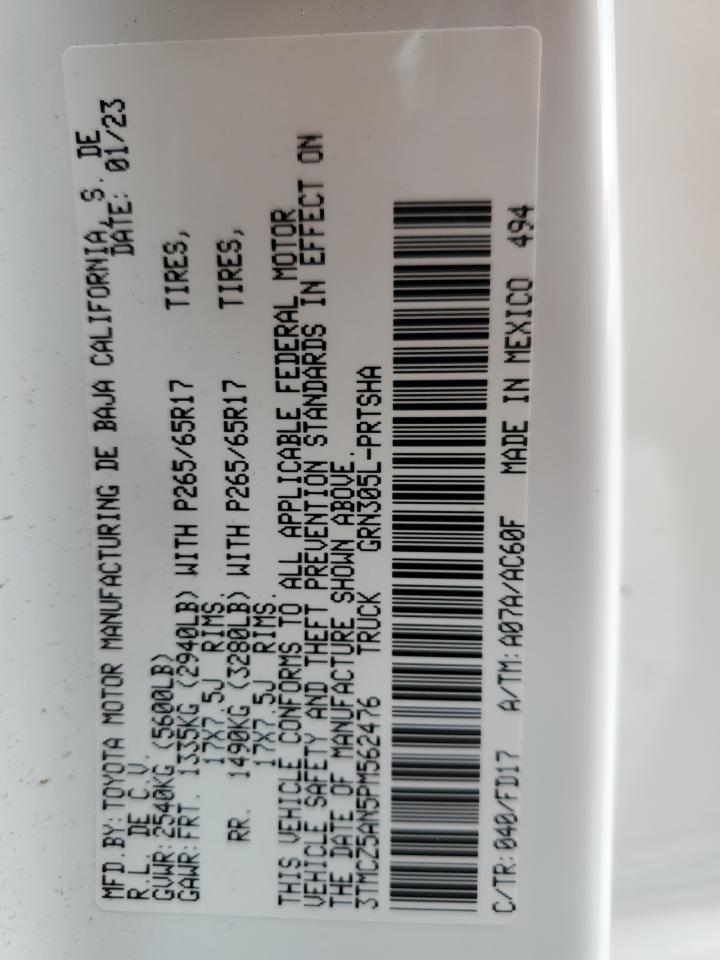 MFD.BY:TOYOTA MOTOR MANUFACTURING DE BAJA CALIFORNIA, S. DE
R.L. DE C.V. DATE: 01/23
GVWR:2540KG (5600LB)
GAWR:FRT. 1335KG (2940LB) WITH P265/65R17 TIRES,
17X7.5J RIMS.
RR. 1490KG (3280LB) WITH P265/65R17 TIRES,
17X7.5J RIMS.
THIS VEHICLE CONFORMS TO ALL APPLICABLE FEDERAL MOTOR
VEHICLE SAFETY AND THEFT PREVENTION STANDARDS IN EFFECT ON
THE DATE OF MANUFACTURE SHOWN ABOVE.
3TMCZ5AN5PM562476 TRUCK GRN305L-PRTSHA
C/TR:040/FD17 A/TM:A07A/AC60F MADE IN MEXICO 494